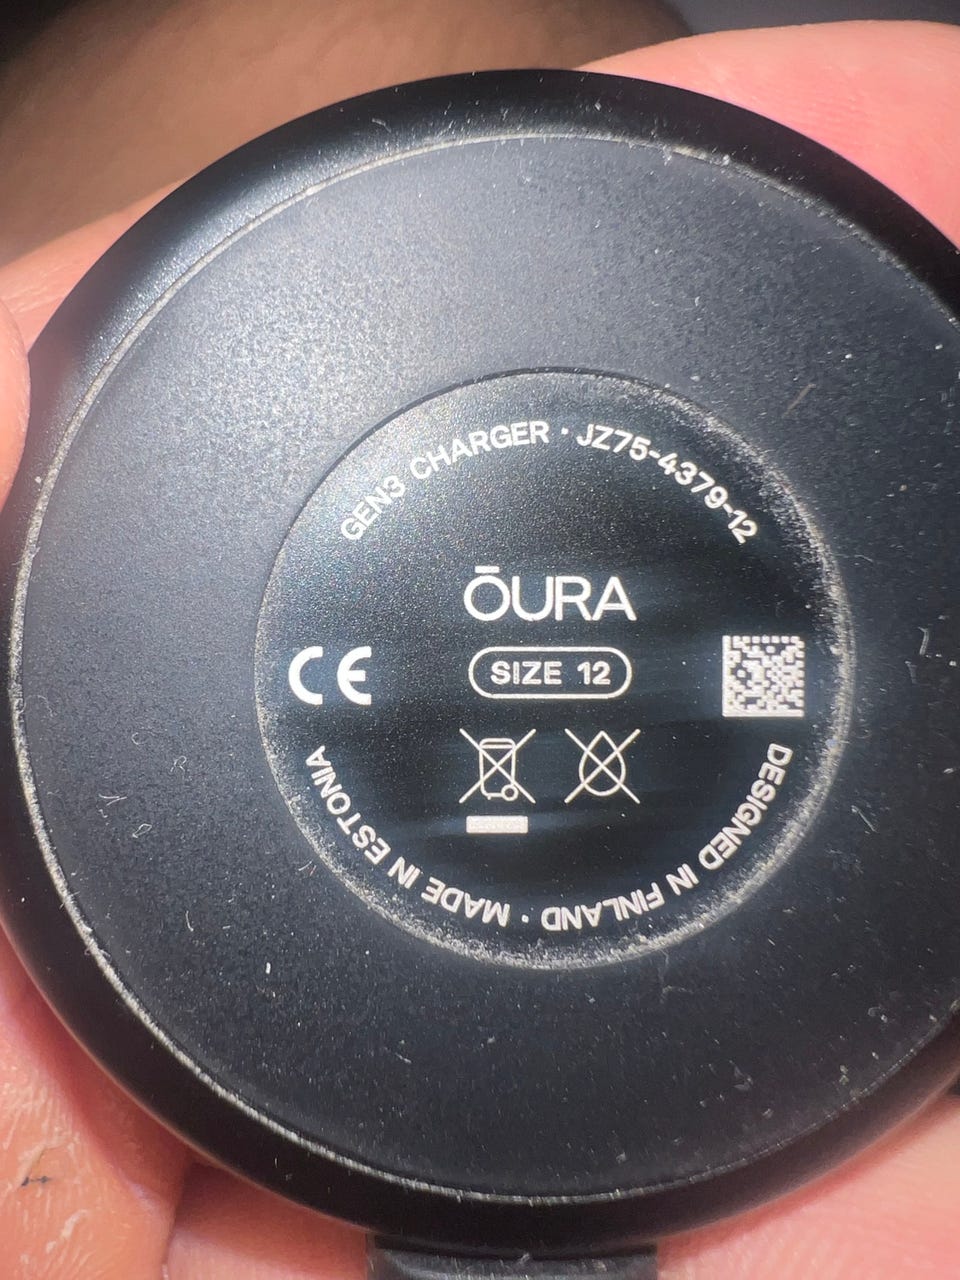 GEN3 CHARGER · JZ75-4379-12
ŌURA
CE
SIZE 12
DESIGNED IN FINLAND · MADE IN ESTONIA